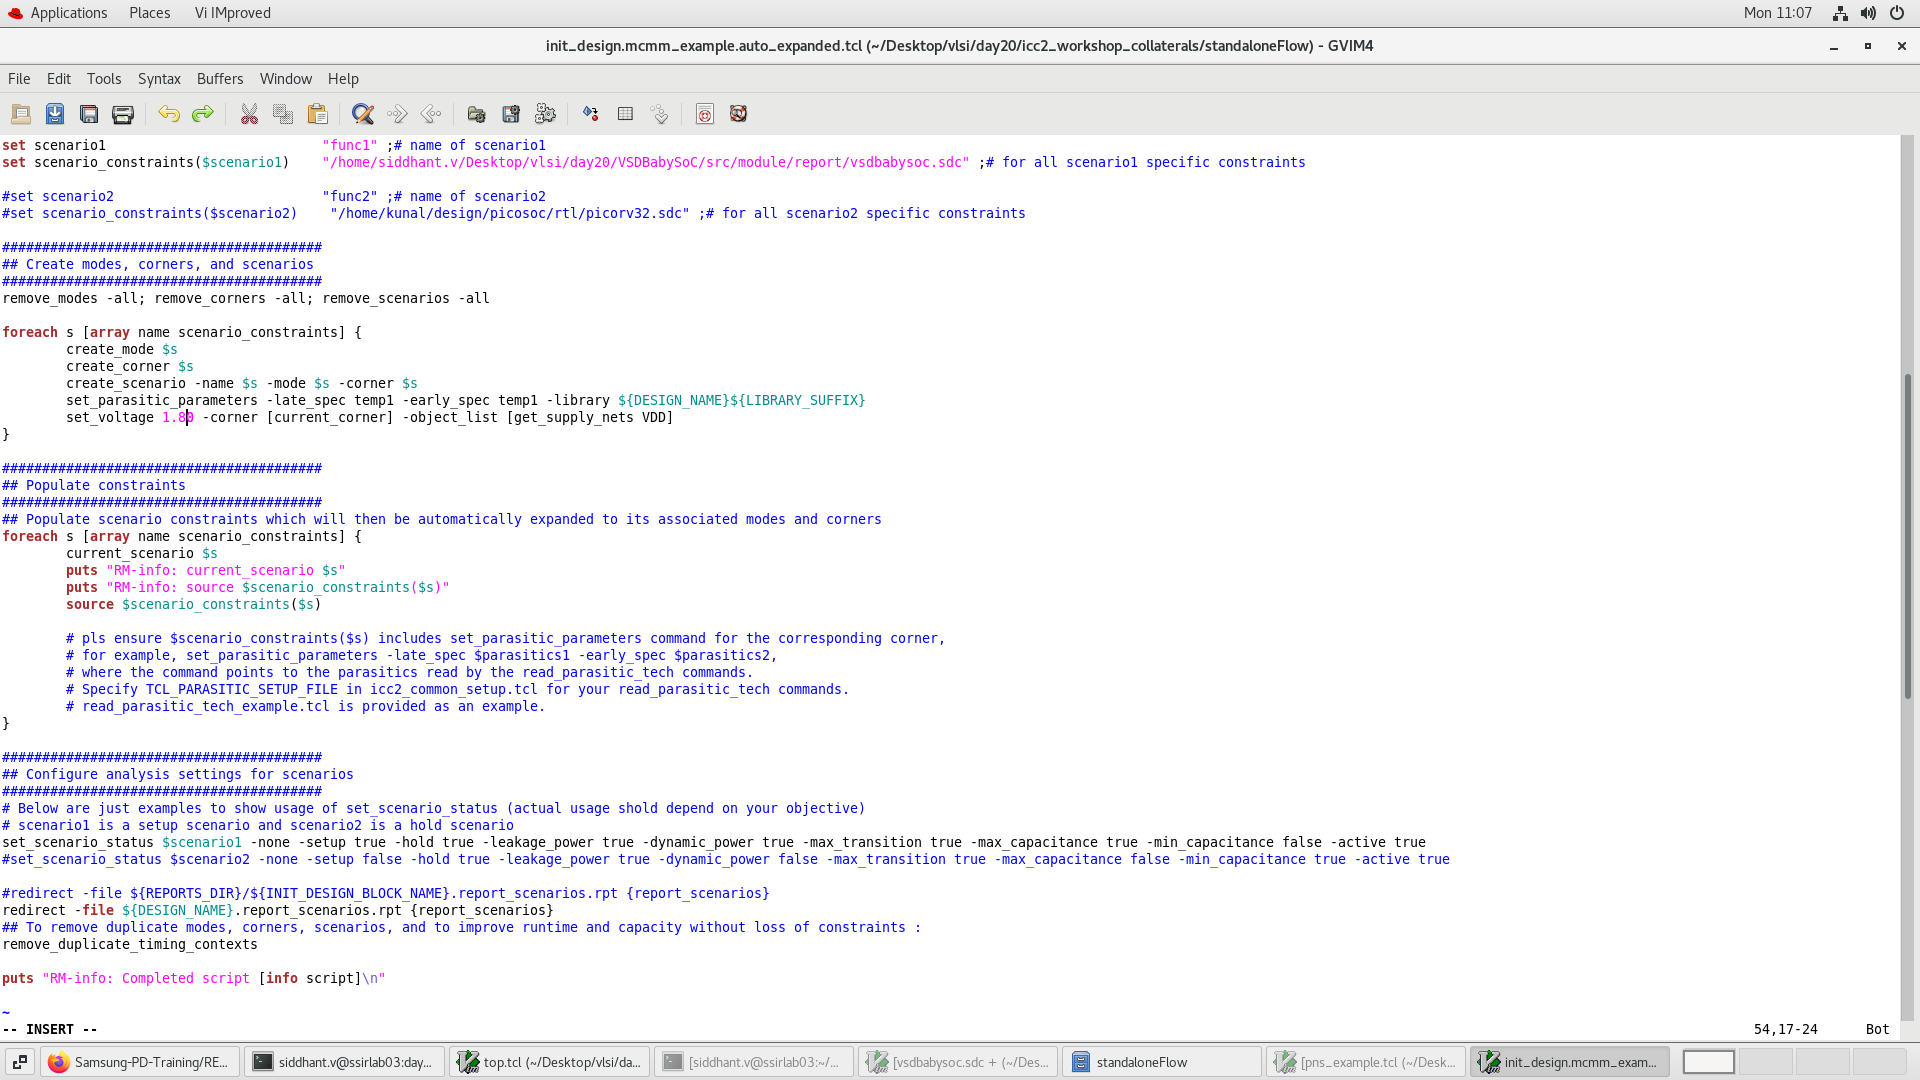 Applications Places Vi IMproved Mon 11:07
init_design.mcmm_example.auto_expanded.tcl (~/Desktop/vlsi/day20/icc2_workshop_collaterals/standaloneFlow) - GVIM4
File Edit Tools Syntax Buffers Window Help
set scenario1 "func1" ;# name of scenario1
set scenario_constraints($scenario1) "/home/siddhant.v/Desktop/vlsi/day20/VSDBabySoC/src/module/report/vsdbabysoc.sdc" ;# for all scenario1 specific constraints
#set scenario2 "func2" ;# name of scenario2
#set scenario_constraints($scenario2) "/home/kunal/design/picosoc/rtl/picorv32.sdc" ;# for all scenario2 specific constraints
########################################
## Create modes, corners, and scenarios
########################################
remove_modes -all; remove_corners -all; remove_scenarios -all
foreach s [array name scenario_constraints] {
create_mode $s
create_corner $s
create_scenario -name $s -mode $s -corner $s
set_parasitic_parameters -late_spec temp1 -early_spec temp1 -library ${DESIGN_NAME}${LIBRARY_SUFFIX}
set_voltage 1.80 -corner [current_corner] -object_list [get_supply_nets VDD]
}
########################################
## Populate constraints
########################################
## Populate scenario constraints which will then be automatically expanded to its associated modes and corners
foreach s [array name scenario_constraints] {
current_scenario $s
puts "RM-info: current_scenario $s"
puts "RM-info: source $scenario_constraints($s)"
source $scenario_constraints($s)
# pls ensure $scenario_constraints($s) includes set_parasitic_parameters command for the corresponding corner,
# for example, set_parasitic_parameters -late_spec $parasitics1 -early_spec $parasitics2,
# where the command points to the parasitics read by the read_parasitic_tech commands.
# Specify TCL_PARASITIC_SETUP_FILE in icc2_common_setup.tcl for your read_parasitic_tech commands.
# read_parasitic_tech_example.tcl is provided as an example.
}
########################################
## Configure analysis settings for scenarios
########################################
# Below are just examples to show usage of set_scenario_status (actual usage shold depend on your objective)
# scenario1 is a setup scenario and scenario2 is a hold scenario
set_scenario_status $scenario1 -none -setup true -hold true -leakage_power true -dynamic_power true -max_transition true -max_capacitance true -min_capacitance false -active true
#set_scenario_status $scenario2 -none -setup false -hold true -leakage_power true -dynamic_power false -max_transition true -max_capacitance false -min_capacitance true -active true
#redirect -file ${REPORTS_DIR}/${INIT_DESIGN_BLOCK_NAME}.report_scenarios.rpt {report_scenarios}
redirect -file ${DESIGN_NAME}.report_scenarios.rpt {report_scenarios}
## To remove duplicate modes, corners, scenarios, and to improve runtime and capacity without loss of constraints :
remove_duplicate_timing_contexts
puts "RM-info: Completed script [info script]\n"
~
-- INSERT -- 54,17-24 Bot
Samsung-PD-Training/RE... siddhant.v@ssirlab03:day... top.tcl (~/Desktop/vlsi/da... [siddhant.v@ssirlab03:~/... [vsdbabysoc.sdc + (~/Des... standaloneFlow [pns_example.tcl (~/Desk... init_design.mcmm_exam...